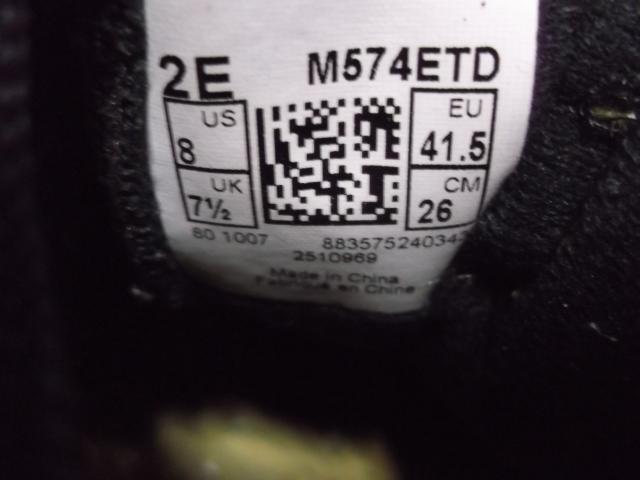 2E M574ETD
US 8
EU 41.5
UK 7½
CM 26
80 1007
2510969
Made in China
Fabriqué en Chine